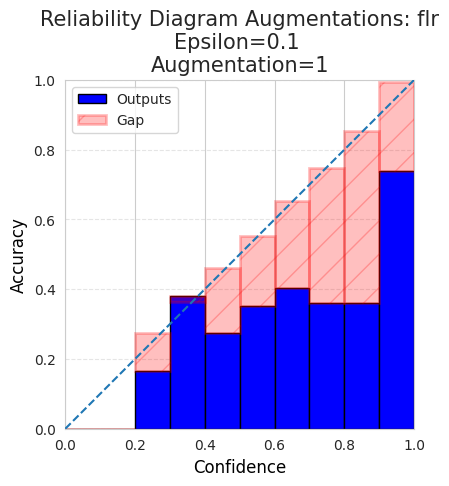 Reliability Diagram Augmentations: flr
Epsilon=0.1
Augmentation=1
1.0
Outputs
Gap
0.8
0.6
0.4
0.2
0.0
Accuracy
0.0 0.2 0.4 0.6 0.8 1.0
Confidence